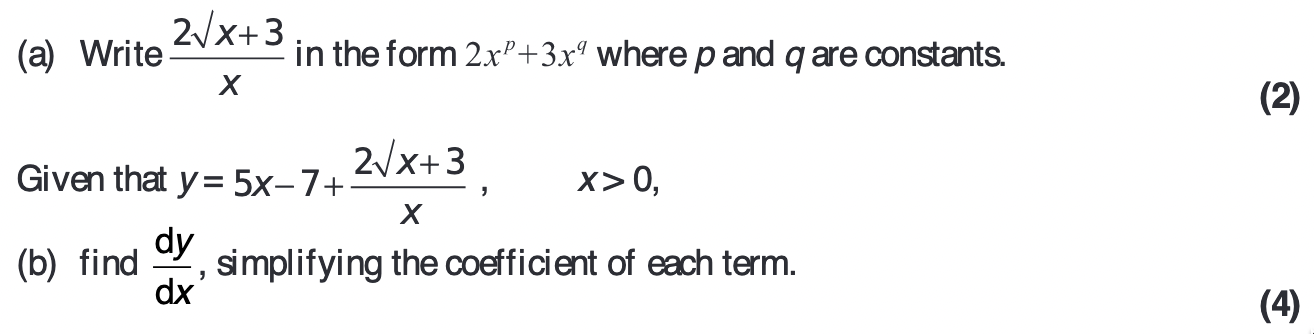 (a) Write (2√x+3)/x in the form 2x^p+3x^q where p and q are constants.
(2)
Given that y = 5x – 7 + (2√x+3)/x , x > 0,
(b) find dy/dx, simplifying the coefficient of each term.
(4)